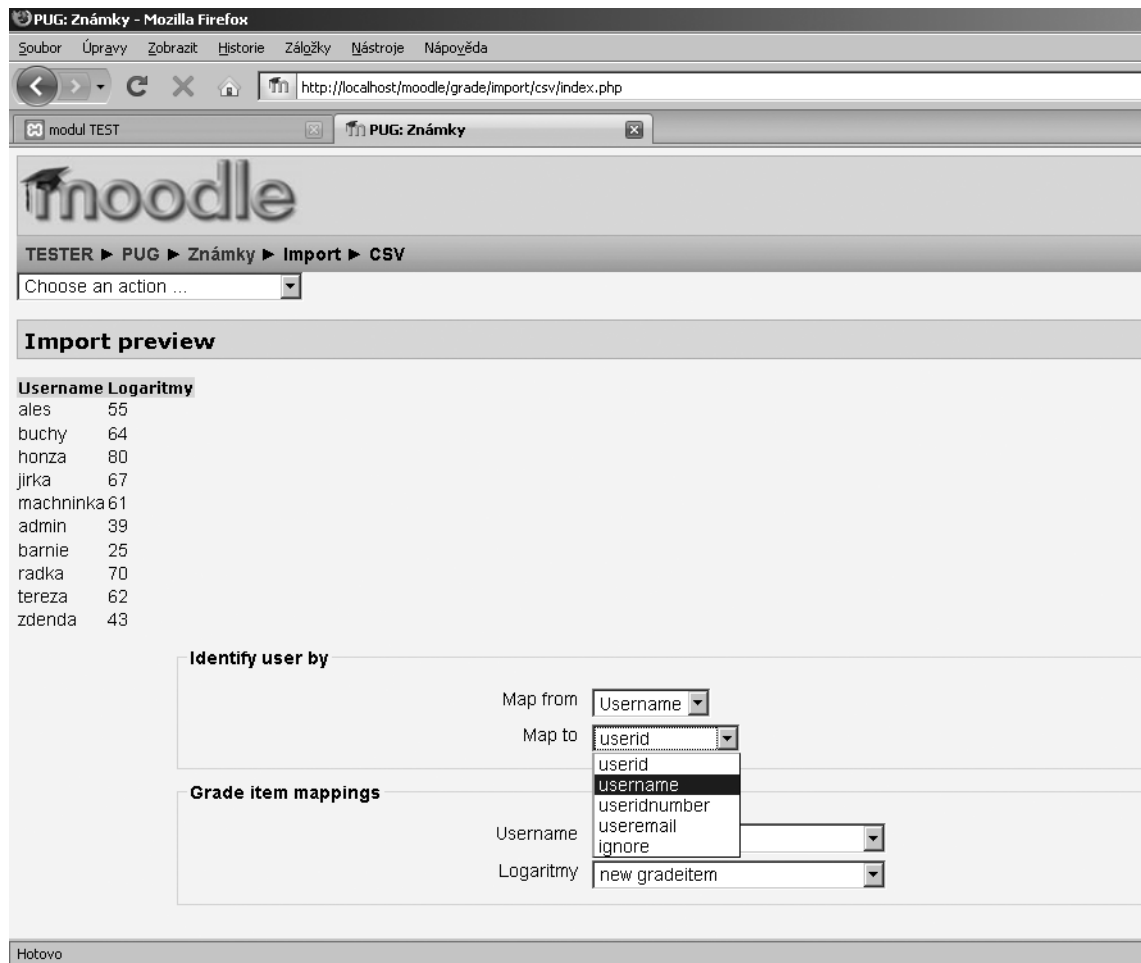 PUG: Známky - Mozilla Firefox
Soubor Úpravy Zobrazit Historie Záložky Nástroje Nápověda
http://localhost/moodle/grade/import/csv/index.php
modul TEST PUG: Známky
moodle
TESTER ► PUG ► Známky ► Import ► CSV
Choose an action ...
Import preview
Username Logaritmy
ales 55
buchy 64
honza 80
jirka 67
machninka 61
admin 39
barnie 25
radka 70
tereza 62
zdenda 43
Identify user by
Map from Username
Map to userid
userid
username
useridnumber
useremail
ignore
Grade item mappings
Username
Logaritmy new gradeitem
Hotovo